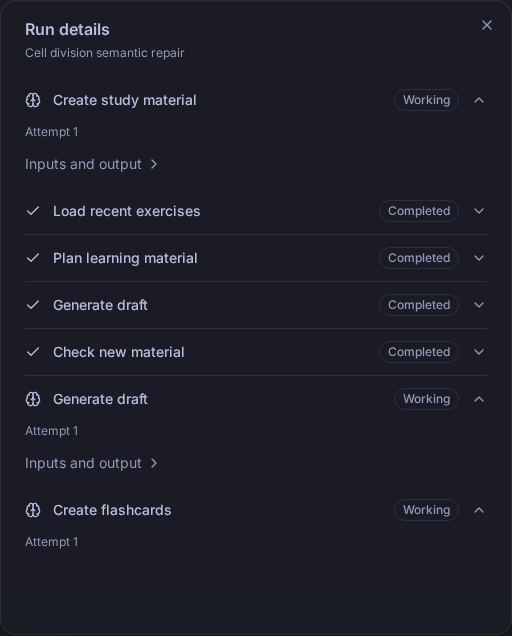 Run details
Cell division semantic repair
Create study material Working
Attempt 1
Inputs and output
Load recent exercises Completed
Plan learning material Completed
Generate draft Completed
Check new material Completed
Generate draft Working
Attempt 1
Inputs and output
Create flashcards Working
Attempt 1